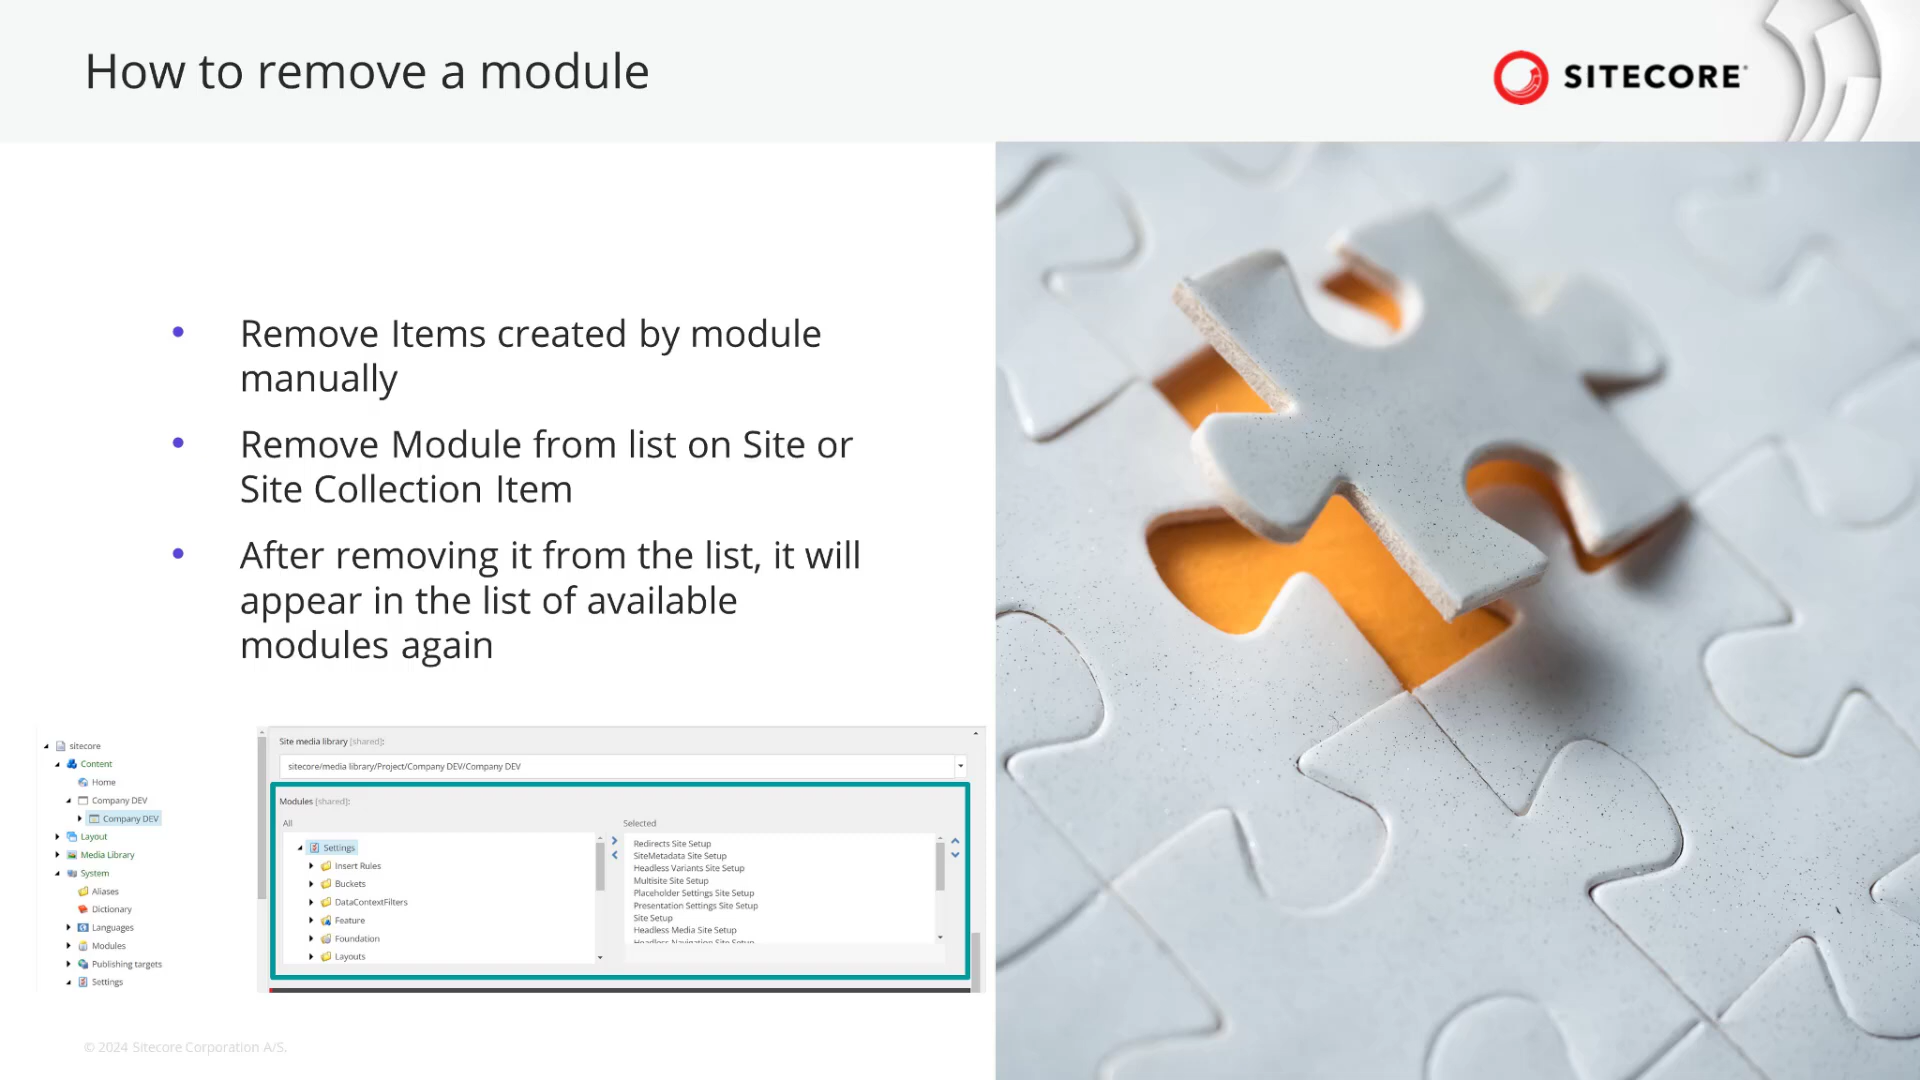 How to remove a module
SITECORE
• Remove Items created by module
manually
• Remove Module from list on Site or
Site Collection Item
• After removing it from the list, it will
appear in the list of available
modules again
sitecore
Content
Home
Company DEV
Company DEV
Layout
Media Library
System
Aliases
Dictionary
Languages
Modules
Publishing targets
Settings
Site media library [shared]:
sitecore/media library/Project/Company DEV/Company DEV
Modules [shared]:
All
Settings
Insert Rules
Buckets
DataContextFilters
Feature
Foundation
Layouts
Selected
Redirects Site Setup
SiteMetadata Site Setup
Headless Variants Site Setup
Multisite Site Setup
Placeholder Settings Site Setup
Presentation Settings Site Setup
Site Setup
Headless Media Site Setup
Headless Navigation Site Setup
© 2024 Sitecore Corporation A/S.